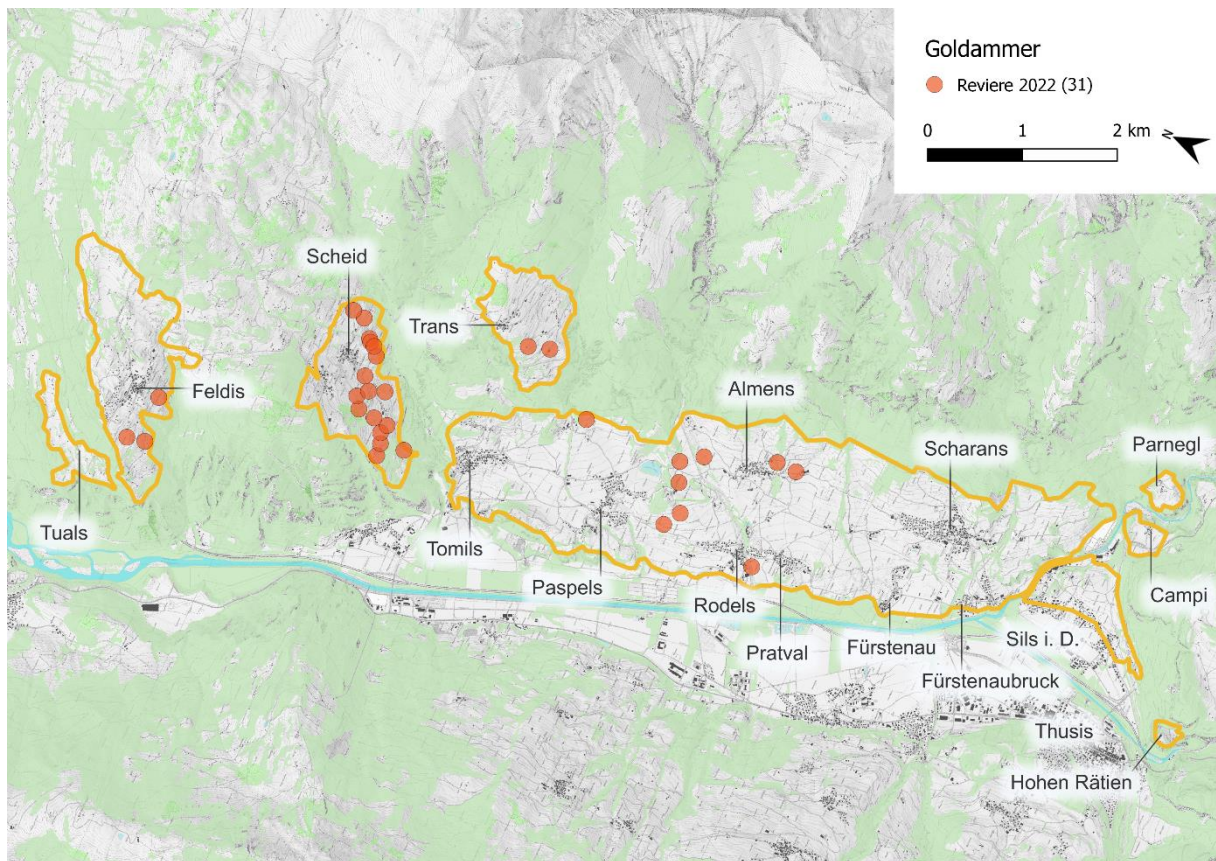 Goldammer
Reviere 2022 (31)
0 1 2 km
N
Scheid
Trans
Feldis
Almens
Scharans
Parnegl
Tuals
Tomils
Paspels
Rodels
Campi
Pratval
Fürstenau
Sils i. D.
Fürstenaubruck
Thusis
Hohen Rätien